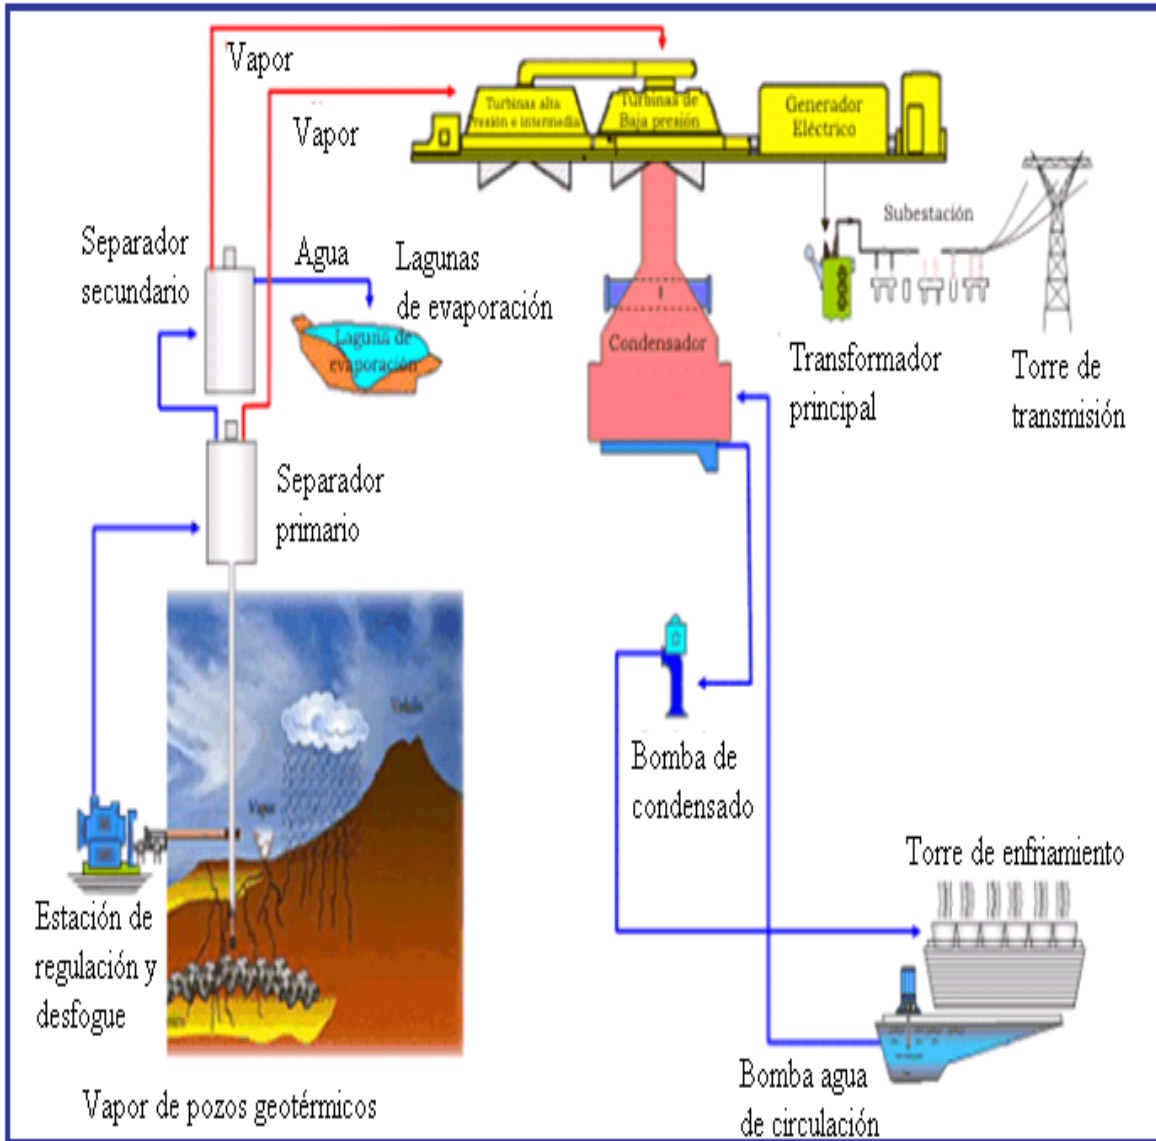 Vapor
Vapor
Turbinas alta
presión e intermedia
Turbinas de
Baja presión
Generador
Eléctrico
Subestación
Separador
secundario
Agua
Lagunas
de evaporación
Laguna de
evaporación
Condensador
Transformador
principal
Torre de
transmisión
Separador
primario
Vapor
Bomba de
condensado
Torre de enfriamiento
Estación de
regulación y
desfogue
Bomba agua
de circulación
Vapor de pozos geotérmicos